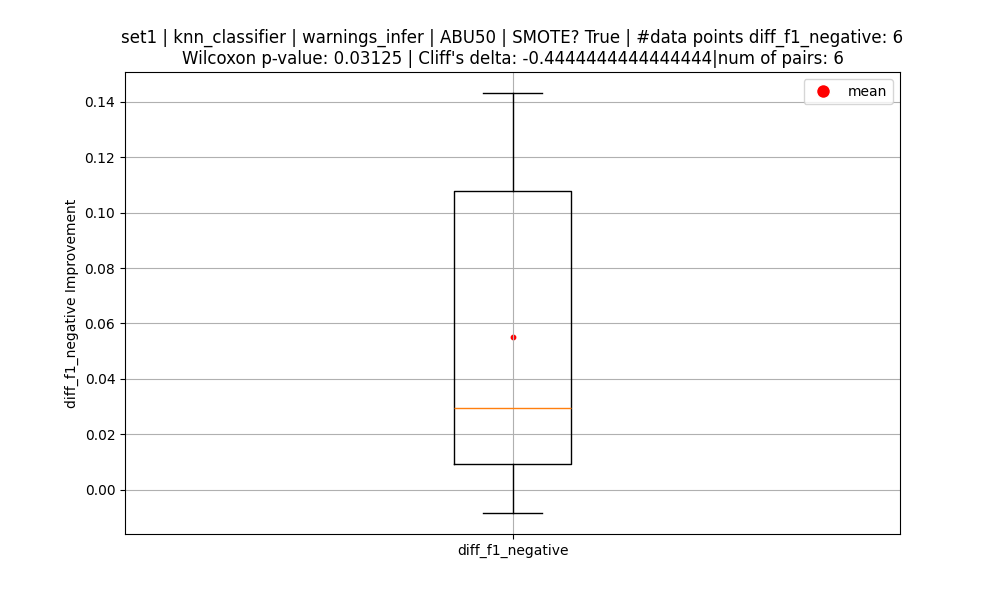 set1 | knn_classifier | warnings_infer | ABU50 | SMOTE? True | #data points diff_f1_negative: 6
Wilcoxon p-value: 0.03125 | Cliff's delta: -0.4444444444444444|num of pairs: 6
mean
0.14
0.12
0.10
0.08
0.06
0.04
0.02
0.00
diff_f1_negative Improvement
diff_f1_negative